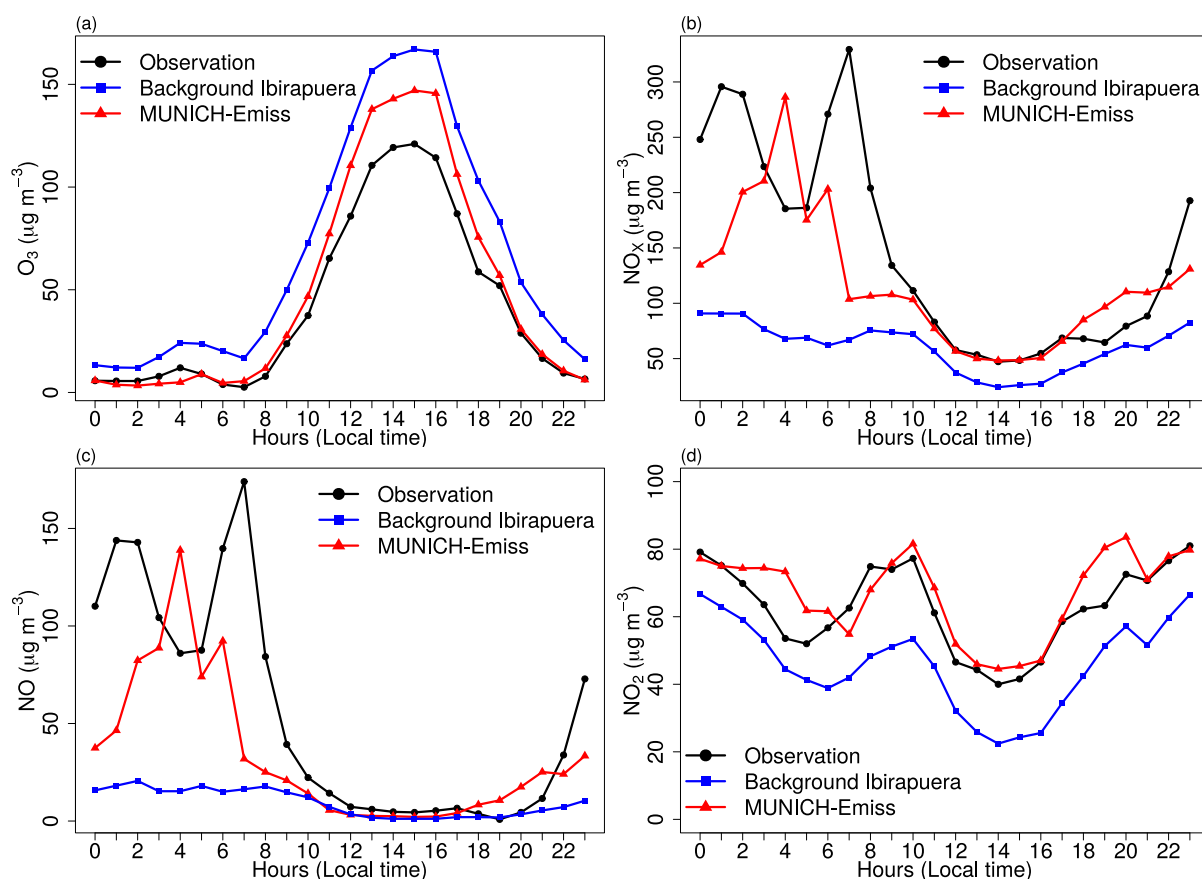 (a)
Observation
Background Ibirapuera
MUNICH-Emiss
O₃ (μg m⁻³)
0 50 100 150
0 2 4 6 8 10 12 14 16 18 20 22
Hours (Local time)
(b)
Observation
Background Ibirapuera
MUNICH-Emiss
NO_X (μg m⁻³)
50 100 150 200 250 300
0 2 4 6 8 10 12 14 16 18 20 22
Hours (Local time)
(c)
Observation
Background Ibirapuera
MUNICH-Emiss
NO (μg m⁻³)
0 50 100 150
0 2 4 6 8 10 12 14 16 18 20 22
Hours (Local time)
(d)
Observation
Background Ibirapuera
MUNICH-Emiss
NO₂ (μg m⁻³)
0 20 40 60 80 100
0 2 4 6 8 10 12 14 16 18 20 22
Hours (Local time)